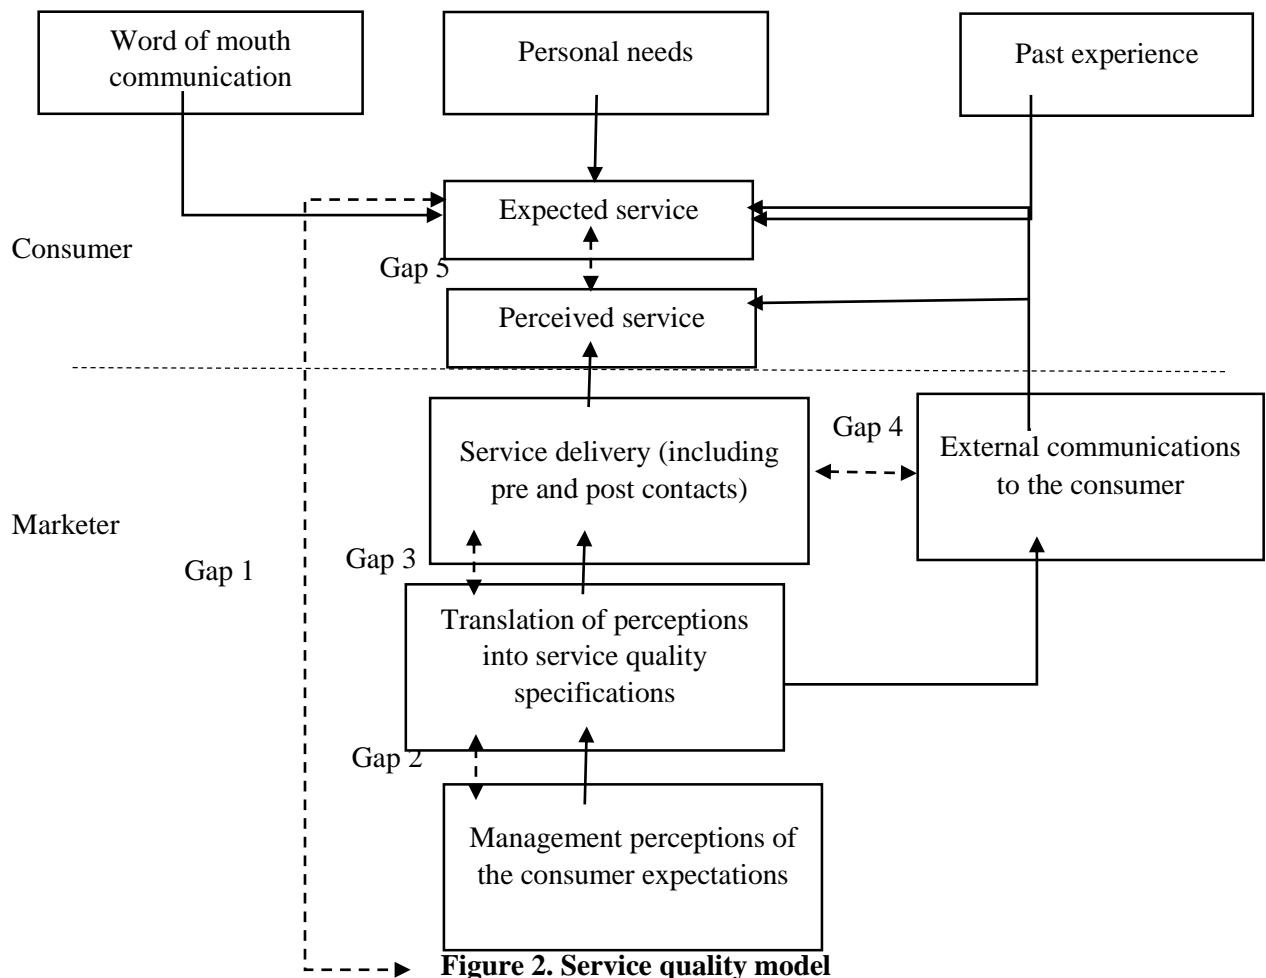 Word of mouth
communication
Personal needs
Past experience
Expected service
Consumer
Gap 5
Perceived service
Gap 4
Service delivery (including
pre and post contacts)
External communications
to the consumer
Marketer
Gap 3
Gap 1
Translation of perceptions
into service quality
specifications
Gap 2
Management perceptions of
the consumer expectations
Figure 2. Service quality model